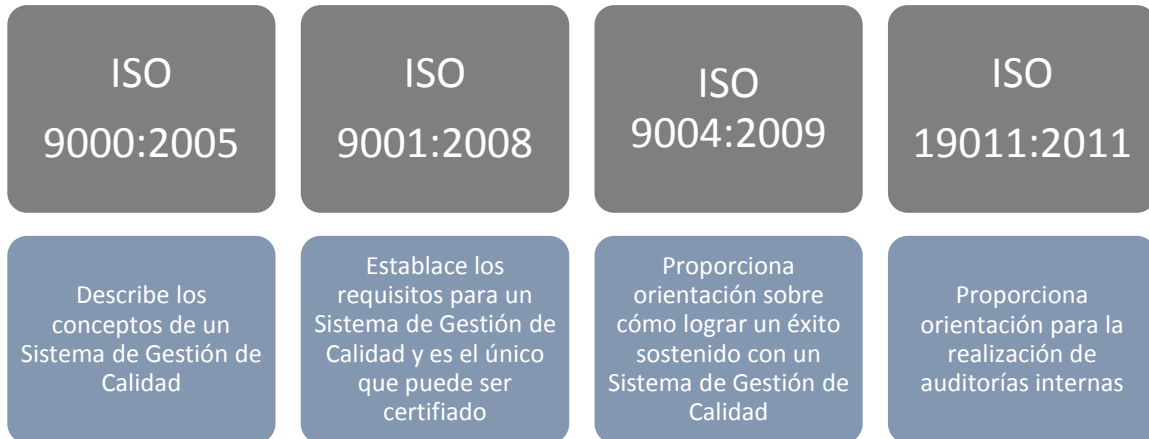 ISO
9000:2005
ISO
9001:2008
ISO
9004:2009
ISO
19011:2011
Describe los
conceptos de un
Sistema de Gestión de
Calidad
Establace los
requisitos para un
Sistema de Gestión de
Calidad y es el único
que puede ser
certifiado
Proporciona
orientación sobre
cómo lograr un éxito
sostenido con un
Sistema de Gestión de
Calidad
Proporciona
orientación para la
realización de
auditorías internas